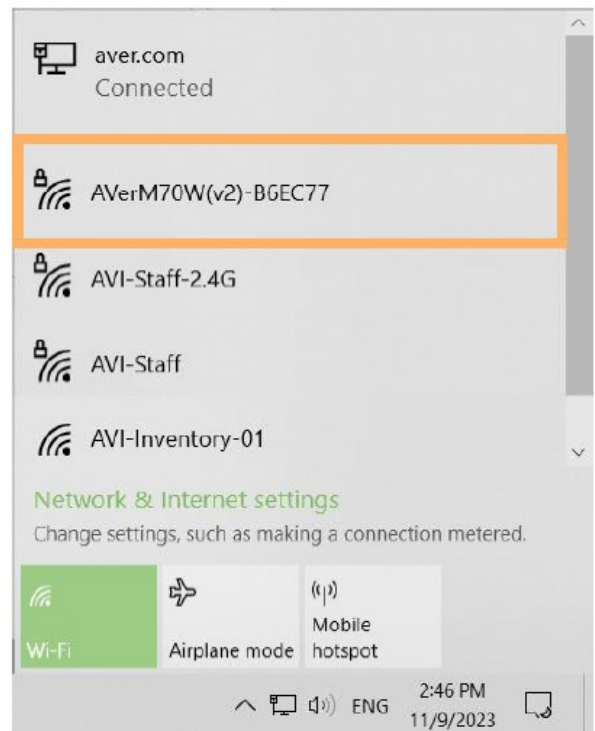 aver.com
Connected
AVerM70W(v2)-B6EC77
AVI-Staff-2.4G
AVI-Staff
AVI-Inventory-01
Network & Internet settings
Change settings, such as making a connection metered.
Wi-Fi
Airplane mode
Mobile
hotspot
ENG
2:46 PM
11/9/2023